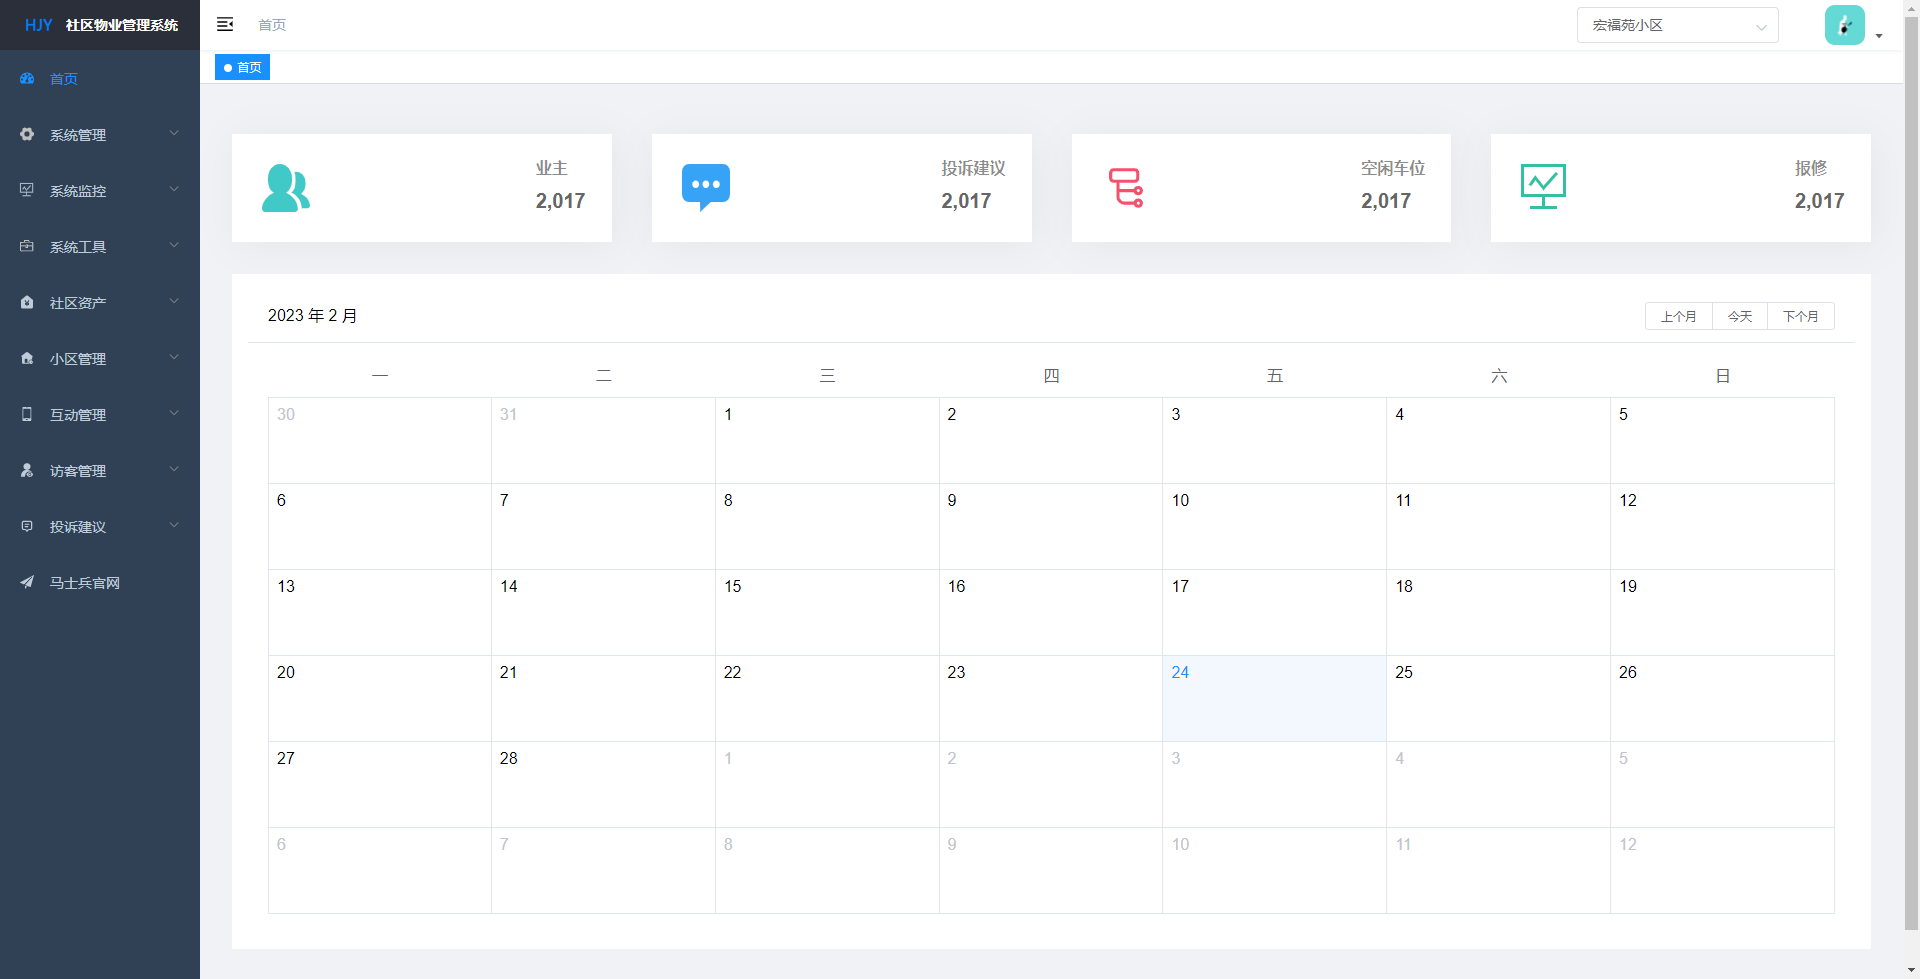 HJY 社区物业管理系统
首页
系统管理
系统监控
系统工具
社区资产
小区管理
互动管理
访客管理
投诉建议
马士兵官网
首页
宏福苑小区
首页
业主
2,017
投诉建议
2,017
空闲车位
2,017
报修
2,017
2023 年 2 月
上个月 今天 下个月
一 二 三 四 五 六 日
30 31 1 2 3 4 5
6 7 8 9 10 11 12
13 14 15 16 17 18 19
20 21 22 23 24 25 26
27 28 1 2 3 4 5
6 7 8 9 10 11 12